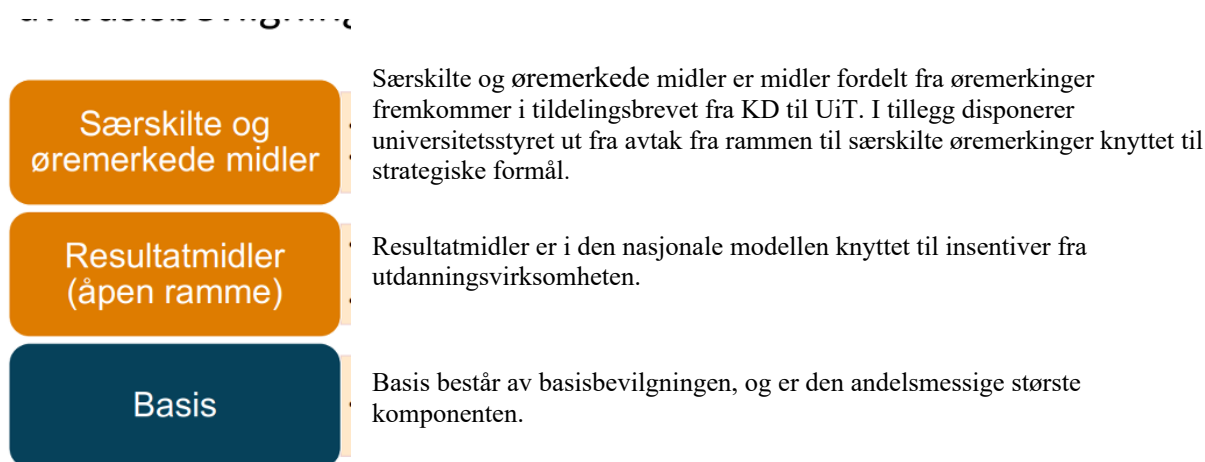 Særskilte og
øremerkede midler
Særskilte og øremerkede midler er midler fordelt fra øremerkinger
fremkommer i tildelingsbrevet fra KD til UiT. I tillegg disponerer
universitetsstyret ut fra avtak fra rammen til særskilte øremerkinger knyttet til
strategiske formål.
Resultatmidler
(åpen ramme)
Resultatmidler er i den nasjonale modellen knyttet til insentiver fra
utdanningsvirksomheten.
Basis
Basis består av basisbevilgningen, og er den andelsmessige største
komponenten.